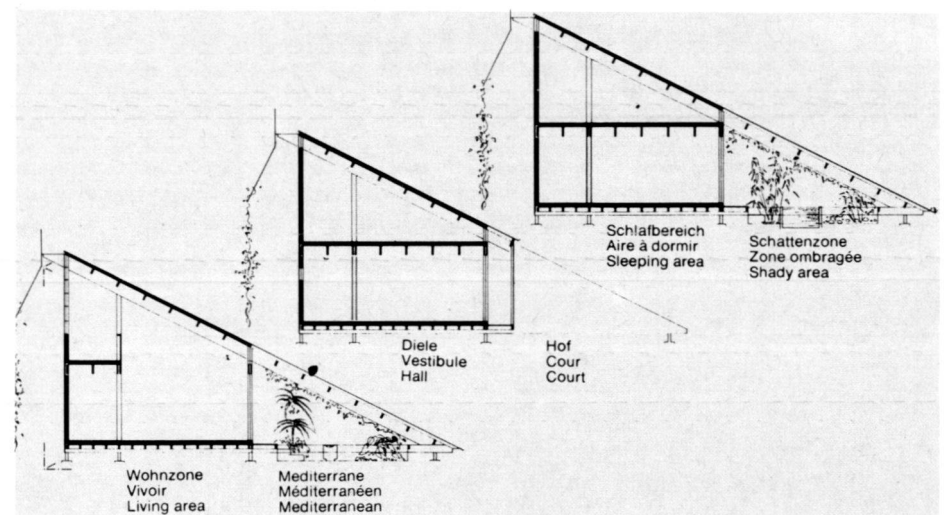 Schlafbereich
Aire à dormir
Sleeping area
Schattenzone
Zone ombragée
Shady area
Diele
Vestibule
Hall
Hof
Cour
Court
Wohnzone
Vivoir
Living area
Mediterrane
Méditerranéen
Mediterranean